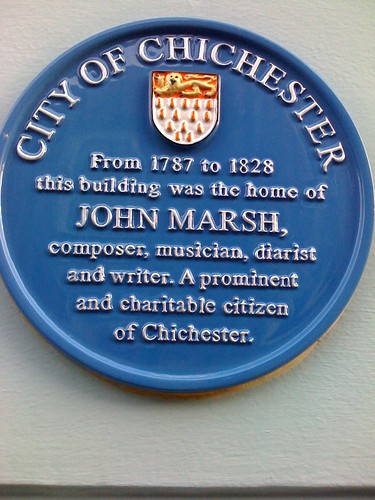 CITY OF CHICHESTER
From 1787 to 1828
this building was the home of
JOHN MARSH,
composer, musician, diarist
and writer. A prominent
and charitable citizen
of Chichester.